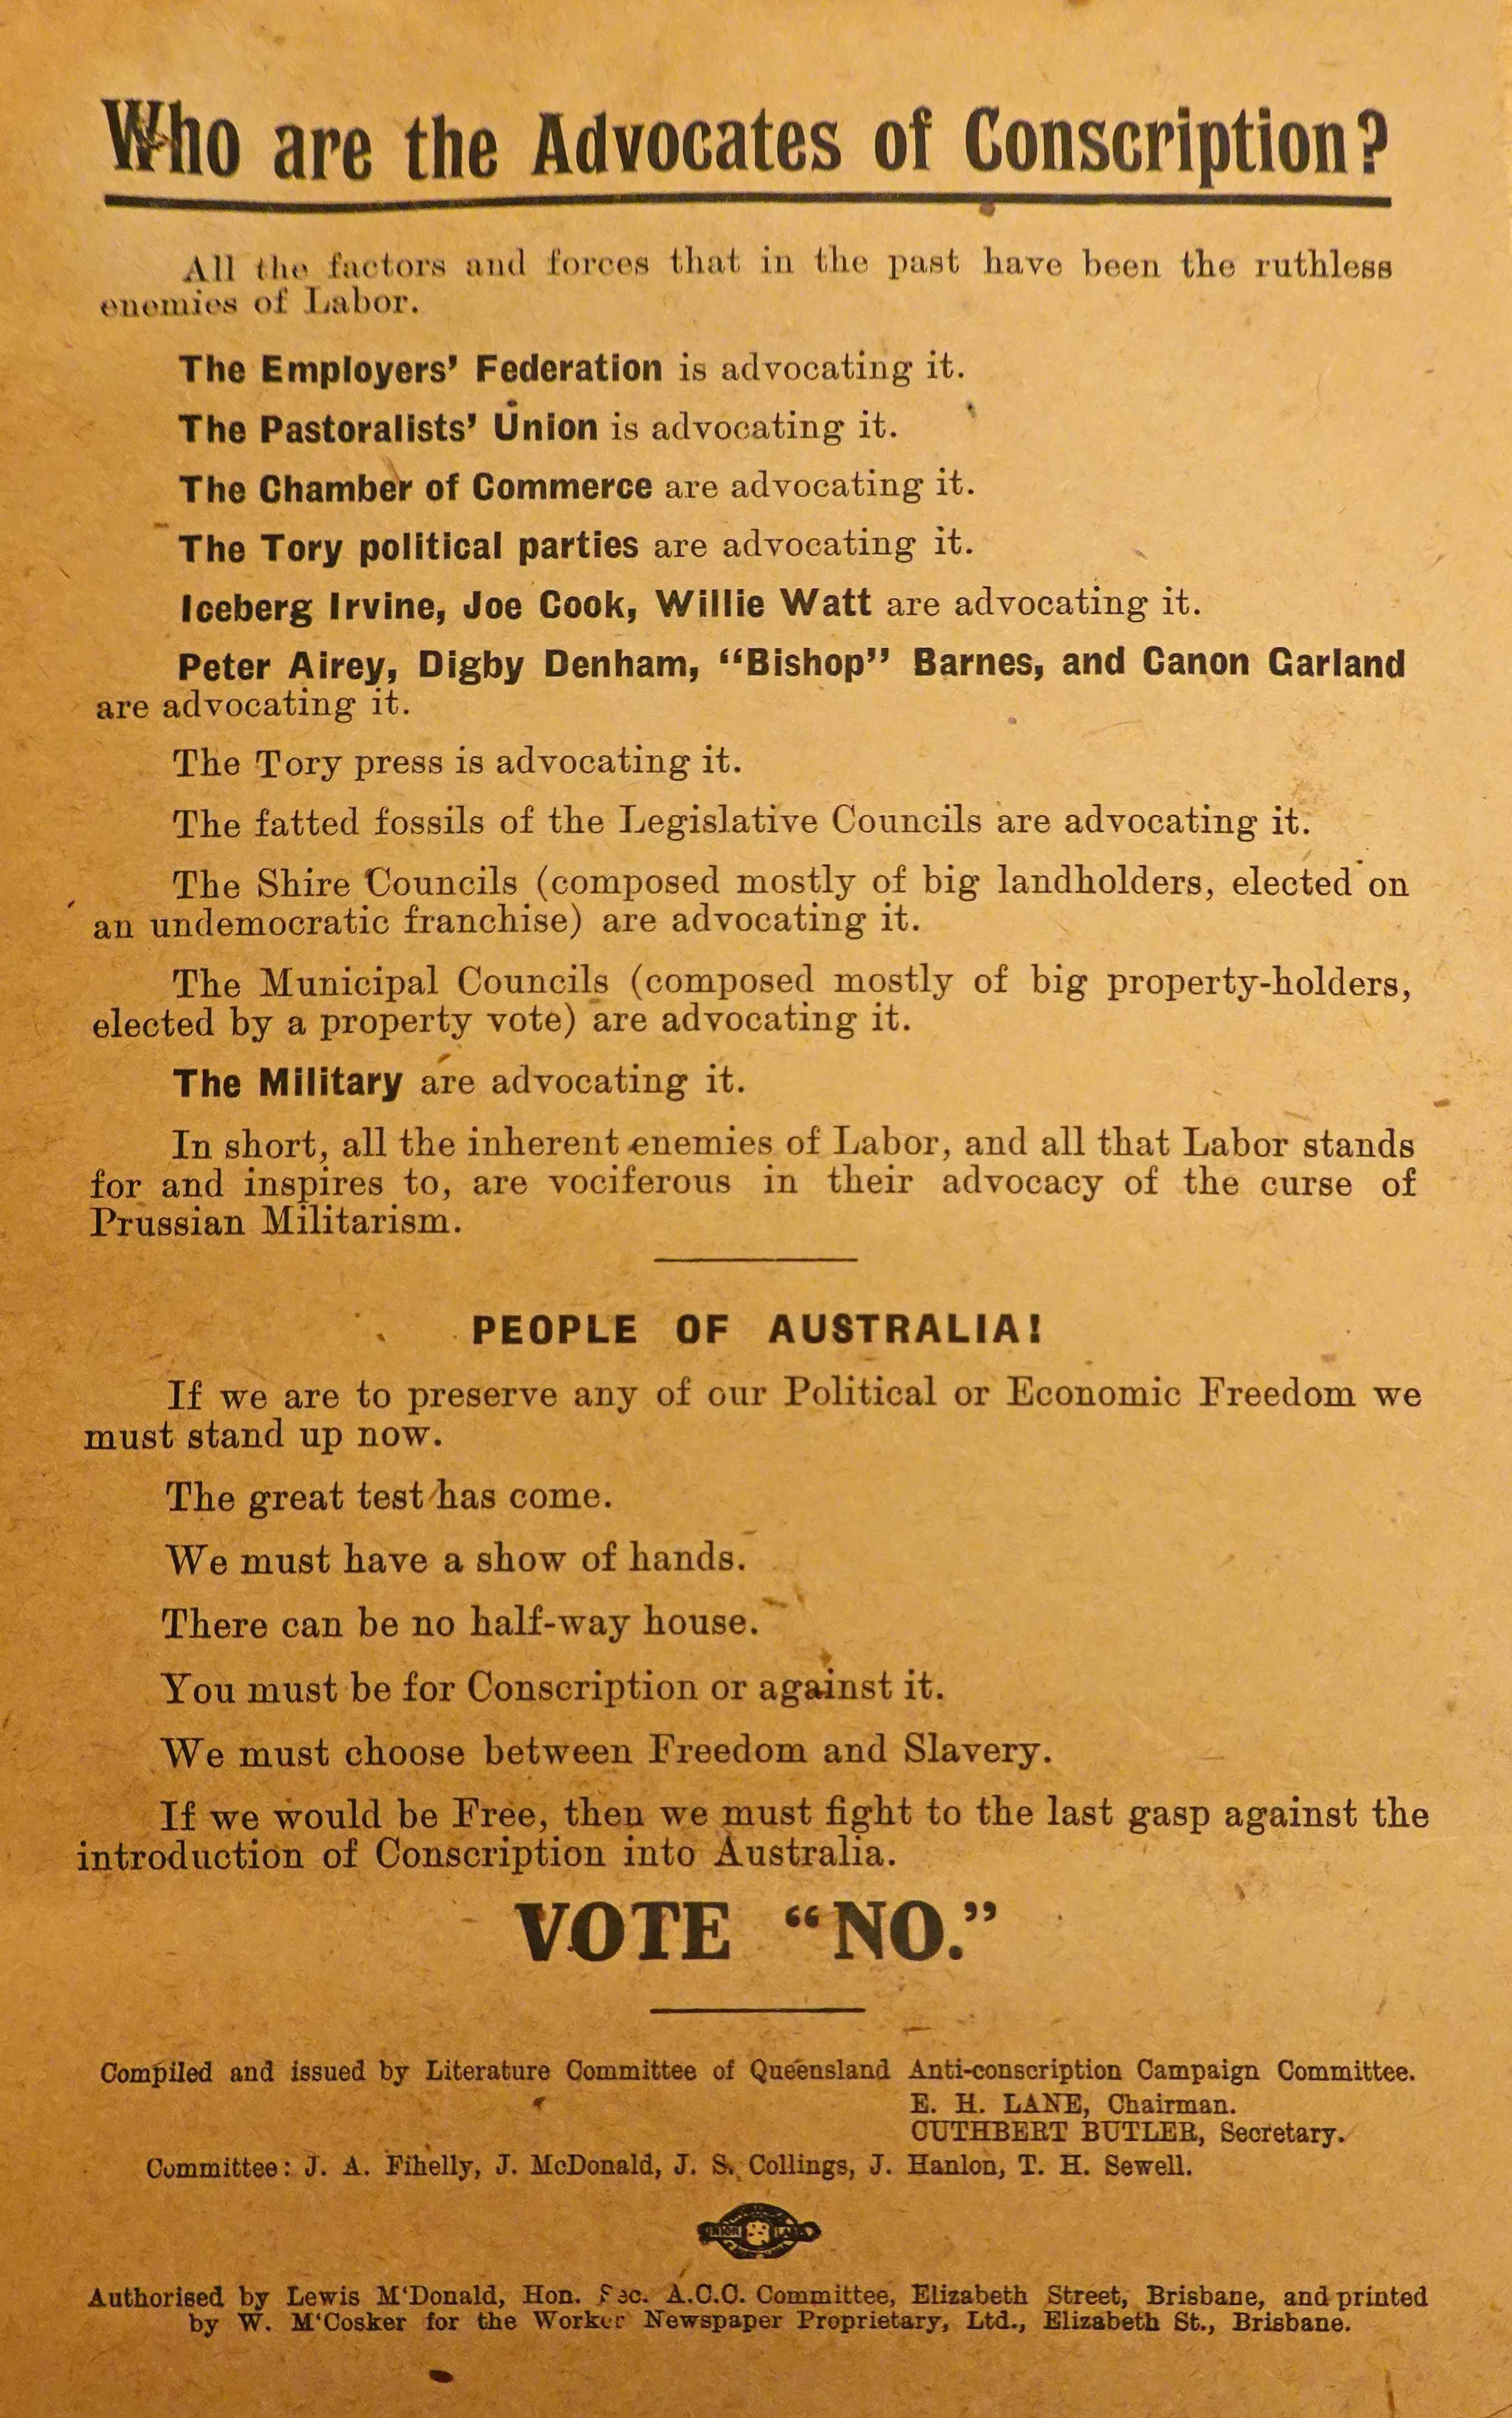 Who are the Advocates of Conscription?
All the factors and forces that in the past have been the ruthless
enemies of Labor.
The Employers' Federation is advocating it.
The Pastoralists' Union is advocating it.
The Chamber of Commerce are advocating it.
The Tory political parties are advocating it.
Iceberg Irvine, Joe Cook, Willie Watt are advocating it.
Peter Airey, Digby Denham, "Bishop" Barnes, and Canon Garland
are advocating it.
The Tory press is advocating it.
The fatted fossils of the Legislative Councils are advocating it.
The Shire Councils (composed mostly of big landholders, elected on
an undemocratic franchise) are advocating it.
The Municipal Councils (composed mostly of big property-holders,
elected by a property vote) are advocating it.
The Military are advocating it.
In short, all the inherent enemies of Labor, and all that Labor stands
for and inspires to, are vociferous in their advocacy of the curse of
Prussian Militarism.
PEOPLE OF AUSTRALIA!
If we are to preserve any of our Political or Economic Freedom we
must stand up now.
The great test has come.
We must have a show of hands.
There can be no half-way house.
You must be for Conscription or against it.
We must choose between Freedom and Slavery.
If we would be Free, then we must fight to the last gasp against the
introduction of Conscription into Australia.
VOTE "NO."
Compiled and issued by Literature Committee of Queensland Anti-conscription Campaign Committee.
E. H. LANE, Chairman.
CUTHBERT BUTLER, Secretary.
Committee: J. A. Fihelly, J. McDonald, J. S. Collings, J. Hanlon, T. H. Sewell.
UNION LABEL
Authorised by Lewis M'Donald, Hon. Sec. A.C.C. Committee, Elizabeth Street, Brisbane, and printed
by W. M'Cosker for the Worker Newspaper Proprietary, Ltd., Elizabeth St., Brisbane.